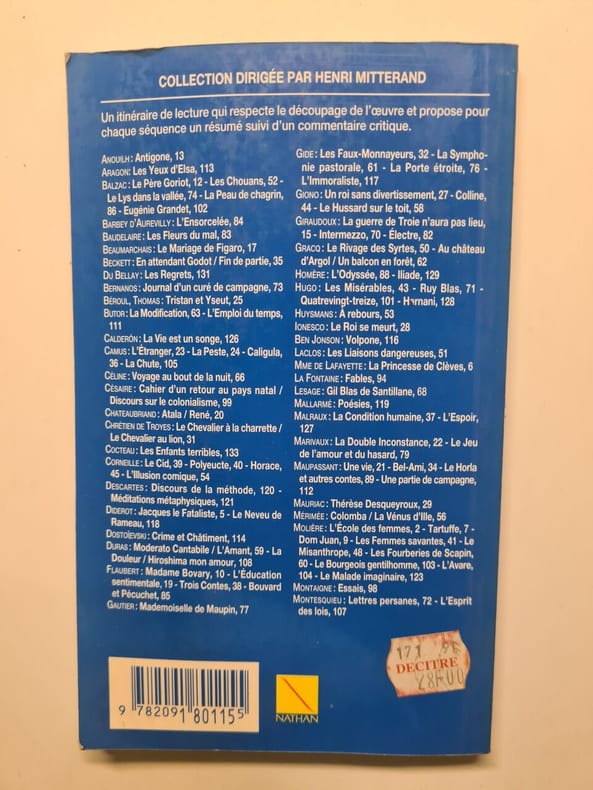 COLLECTION DIRIGÉE PAR HENRI MITTERAND
Un itinéraire de lecture qui respecte le découpage de l'œuvre et propose pour
chaque séquence un résumé suivi d'un commentaire critique.
ANOUILH : Antigone, 13
ARAGON: Les Yeux d'Elsa, 113
BALZAC : Le Père Goriot, 12 - Les Chouans, 52 -
Le Lys dans la vallée, 74 - La Peau de chagrin,
86 - Eugénie Grandet, 102
BARBEY D'AUREVILLY : L'Ensorcelée, 84
BAUDELAIRE : Les Fleurs du mal, 83
BEAUMARCHAIS : Le Mariage de Figaro, 17
BECKETT : En attendant Godot / Fin de partie, 35
DU BELLAY : Les Regrets, 131
BERNANOS : Journal d'un curé de campagne, 73
BÉROUL, THOMAS : Tristan et Yseut, 25
BUTOR : La Modification, 63 - L'Emploi du temps,
111
CALDERÓN : La Vie est un songe, 126
CAMUS : L'Étranger, 23 - La Peste, 24 - Caligula,
36 - La Chute, 105
CÉLINE : Voyage au bout de la nuit, 66
CÉSAIRE : Cahier d'un retour au pays natal /
Discours sur le colonialisme, 99
CHATEAUBRIAND : Atala / René, 20
CHRÉTIEN DE TROYES : Le Chevalier à la charrette /
Le Chevalier au lion, 31
COCTEAU : Les Enfants terribles, 133
CORNEILLE : Le Cid, 39 - Polyeucte, 40 - Horace,
45 - L'Illusion comique, 54
DESCARTES : Discours de la méthode, 120 -
Méditations métaphysiques, 121
DIDEROT : Jacques le Fataliste, 5 - Le Neveu de
Rameau, 118
DOSTOÏEVSKI : Crime et Châtiment, 114
DURAS : Moderato Cantabile / L'Amant, 59 - La
Douleur / Hiroshima mon amour, 108
FLAUBERT : Madame Bovary, 10 - L'Éducation
sentimentale, 19 - Trois Contes, 38 - Bouvard
et Pécuchet, 85
GAUTIER : Mademoiselle de Maupin, 77
GIDE : Les Faux-Monnayeurs, 32 - La Sympho-
nie pastorale, 61 - La Porte étroite, 76 -
L'Immoraliste, 117
GIONO : Un roi sans divertissement, 27 - Colline,
44 - Le Hussard sur le toit, 58
GIRAUDOUX : La guerre de Troie n'aura pas lieu,
15 - Intermezzo, 70 - Électre, 82
GRACQ : Le Rivage des Syrtes, 50 - Au château
d'Argol / Un balcon en forêt, 62
HOMÈRE : L'Odyssée, 88 - Iliade, 129
HUGO : Les Misérables, 43 - Ruy Blas, 71 -
Quatrevingt-treize, 101 - Hernani, 128
HUYSMANS : À rebours, 53
IONESCO : Le Roi se meurt, 28
BEN JONSON : Volpone, 116
LACLOS : Les Liaisons dangereuses, 51
MME DE LAFAYETTE : La Princesse de Clèves, 6
LA FONTAINE : Fables, 94
LESAGE : Gil Blas de Santillane, 68
MALLARMÉ : Poésies, 119
MALRAUX : La Condition humaine, 37 - L'Espoir,
127
MARIVAUX : La Double Inconstance, 22 - Le Jeu
de l'amour et du hasard, 79
MAUPASSANT : Une vie, 21 - Bel-Ami, 34 - Le Horla
et autres contes, 89 - Une partie de campagne,
112
MAURIAC : Thérèse Desqueyroux, 29
MÉRIMÉE : Colomba / La Vénus d'Ille, 56
MOLIÈRE : L'École des femmes, 2 - Tartuffe, 7 -
Dom Juan, 9 - Les Femmes savantes, 41 - Le
Misanthrope, 48 - Les Fourberies de Scapin,
60 - Le Bourgeois gentilhomme, 103 - L'Avare,
104 - Le Malade imaginaire, 123
MONTAIGNE : Essais, 98
MONTESQUIEU : Lettres persanes, 72 - L'Esprit
des lois, 107
171
DECITRE
28F00
9 782091 801155
NATHAN